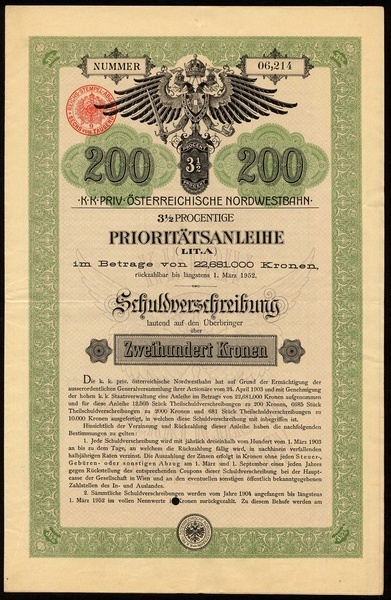 NUMMER 06,214
200 PROCENT 3½ 200
K.K. PRIV. ÖSTERREICHISCHE NORDWESTBAHN
3½ PROCENTIGE
PRIORITÄTSANLEIHE
(LIT. A)
im Betrage von 22,681.000 Kronen,
rückzahlbar bis längstens 1. März 1952.
Schuldverschreibung
lautend auf den Überbringer
über
Zweihundert Kronen
Die k. k. priv. österreichische Nordwestbahn hat auf Grund der Ermächtigung der
ausserordentlichen Generalversammlung ihrer Actionäre vom 24. April 1903 und mit Genehmigung
der hohen k. k. Staatsverwaltung eine Anleihe im Betrage von 22,681.000 Kronen aufgenommen
und für diese Anleihe Stück Theilschuldverschreibungen zu 200 Kronen, Stück
Theilschuldverschreibungen zu 2000 Kronen und 681 Stück Theilschuldverschreibungen zu
10.000 Kronen ausgefertigt, in welchen diese Schuldverschreibung mit inbegriffen ist.
Hinsichtlich der Verzinsung und Rückzahlung dieser Anleihe haben die nachfolgenden
Bestimmungen zu gelten:
1. Jede Schuldverschreibung wird mit jährlich dreieinhalb vom Hundert vom 1. März 1903
an bis zu dem Tage, an welchem die Rückzahlung fällig wird, in nachhinein verfallenden
halbjährigen Raten verzinst. Die Auszahlung der Zinsen erfolgt in Kronen ohne jeden Steuer-,
Gebüren- oder sonstigen Abzug am 1. März und 1. September eines jeden Jahres
gegen Rückstellung des entsprechenden Coupons dieser Schuldverschreibung bei der Haupt-
casse der Gesellschaft in Wien und an den eventuellen sonstigen öffentlich bekanntgegebenen
Zahlstellen des In- und Auslandes.
2. Sämmtliche Schuldverschreibungen werden vom Jahre 1904 angefangen bis längstens
1. März 1952 im vollen Nennwerte Kronen zurückgezahlt. Zu diesem Behufe werden am